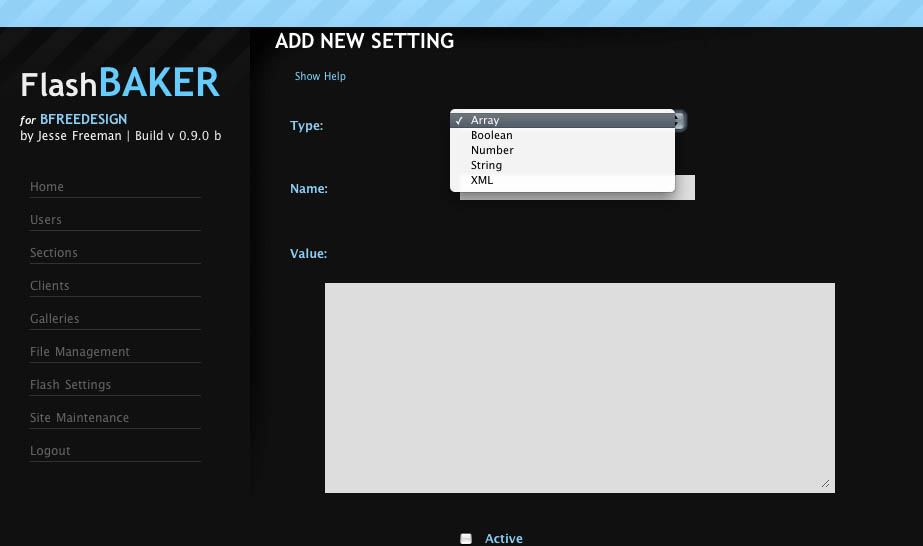 FlashBAKER
for BFREEDESIGN
by Jesse Freeman | Build v 0.9.0 b
Home
Users
Sections
Clients
Galleries
File Management
Flash Settings
Site Maintenance
Logout
ADD NEW SETTING
Show Help
Type:
✓ Array
Boolean
Number
String
XML
Name:
Value:
Active